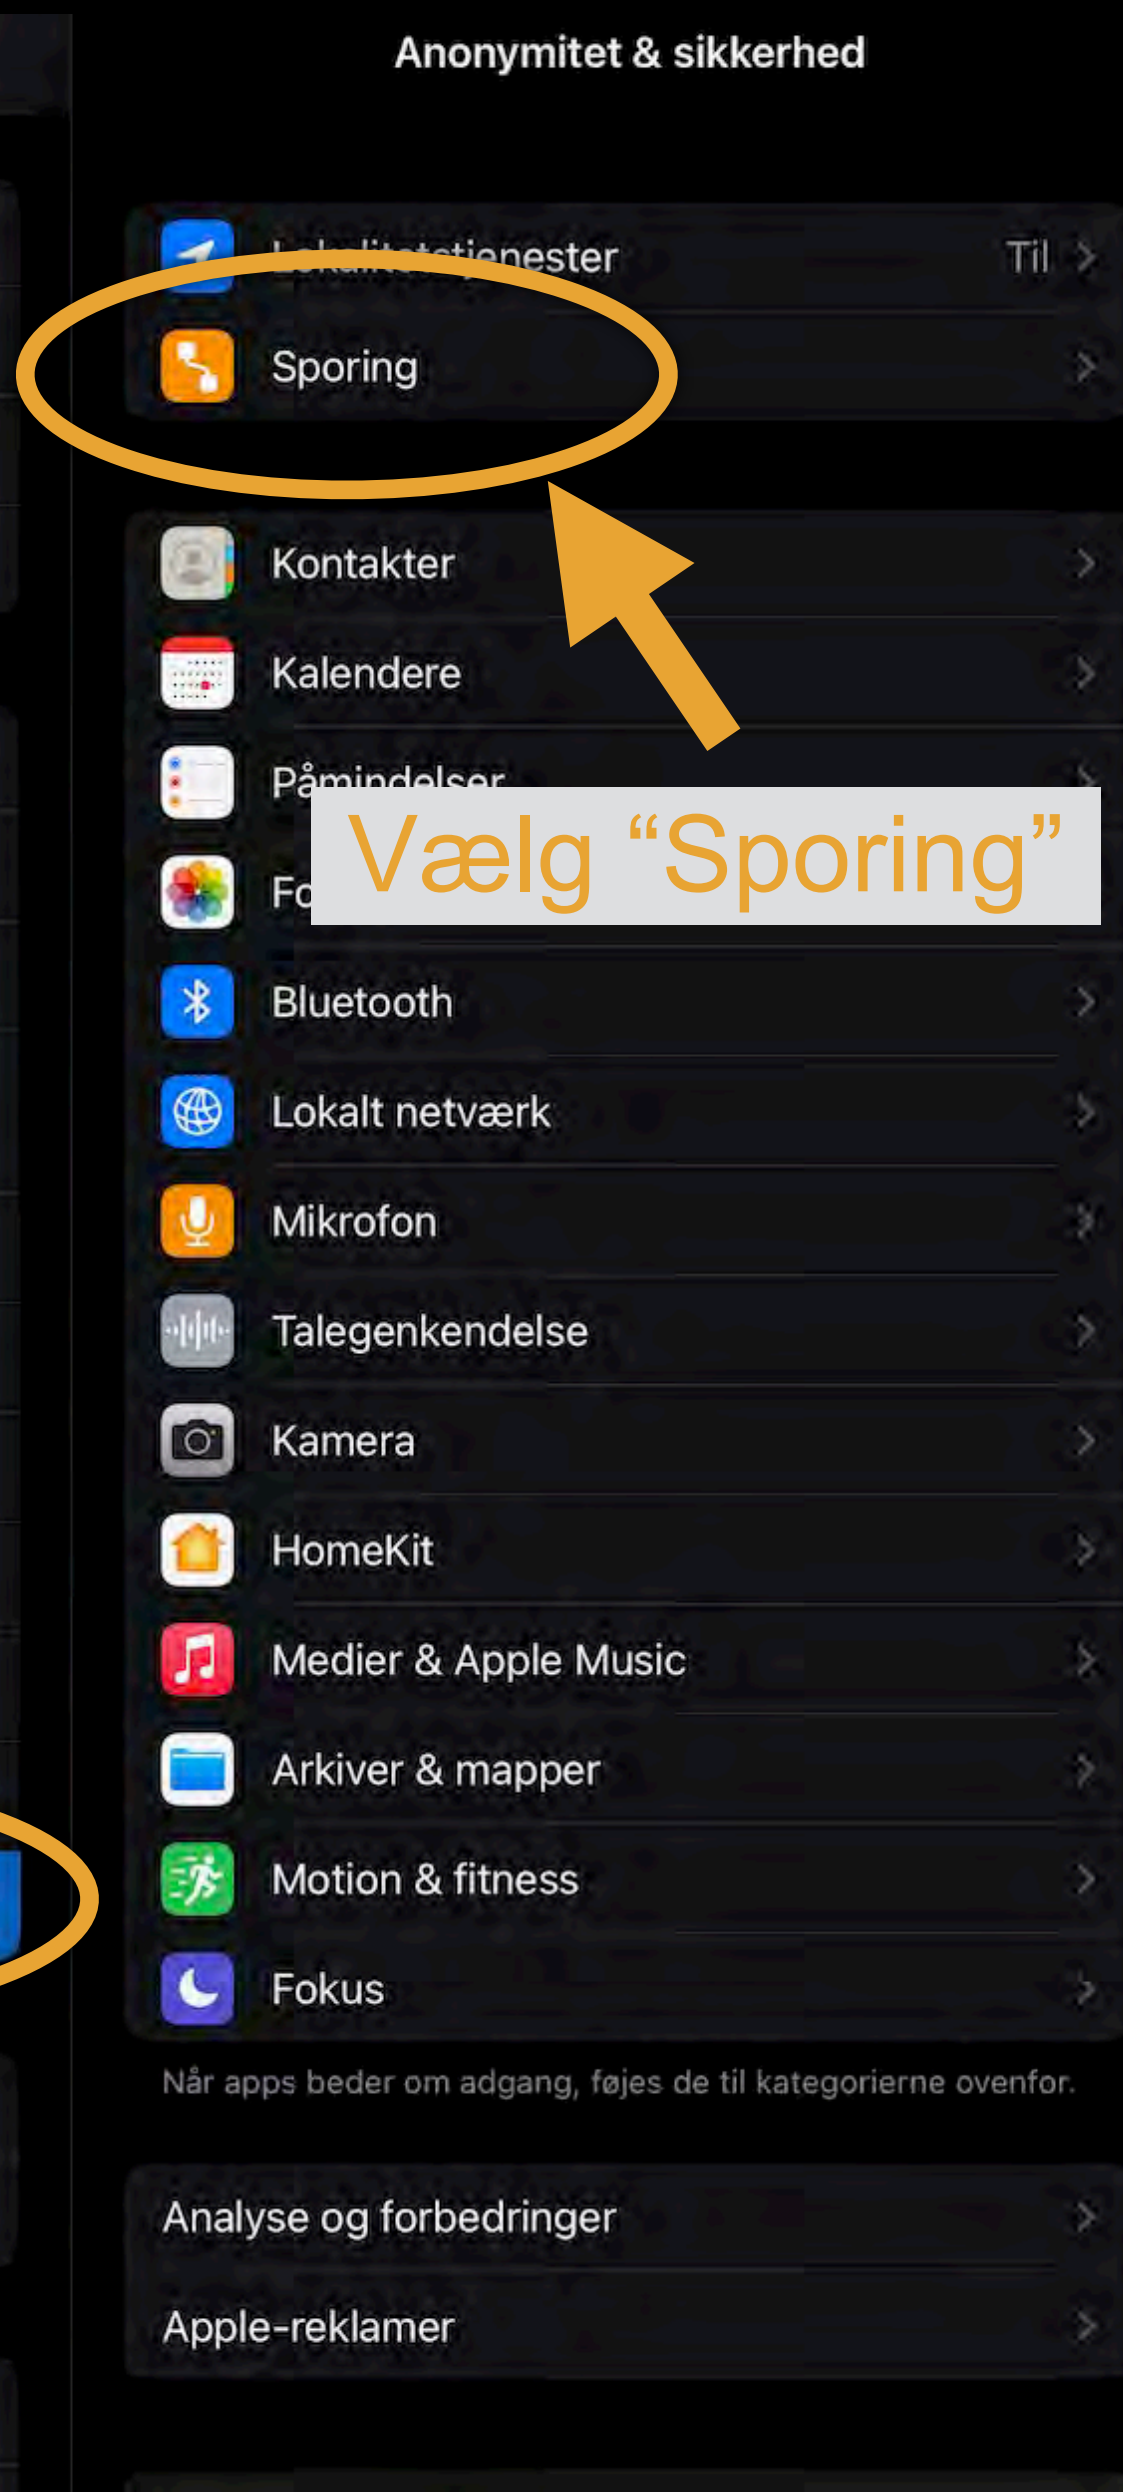 Anonymitet & sikkerhed
Lokalitetstjenester Til
Sporing
Kontakter
Kalendere
Påmindelser
Vælg “Sporing”
Bluetooth
Lokalt netværk
Mikrofon
Talegenkendelse
Kamera
HomeKit
Medier & Apple Music
Arkiver & mapper
Motion & fitness
Fokus
Når apps beder om adgang, føjes de til kategorierne ovenfor.
Analyse og forbedringer
Apple-reklamer